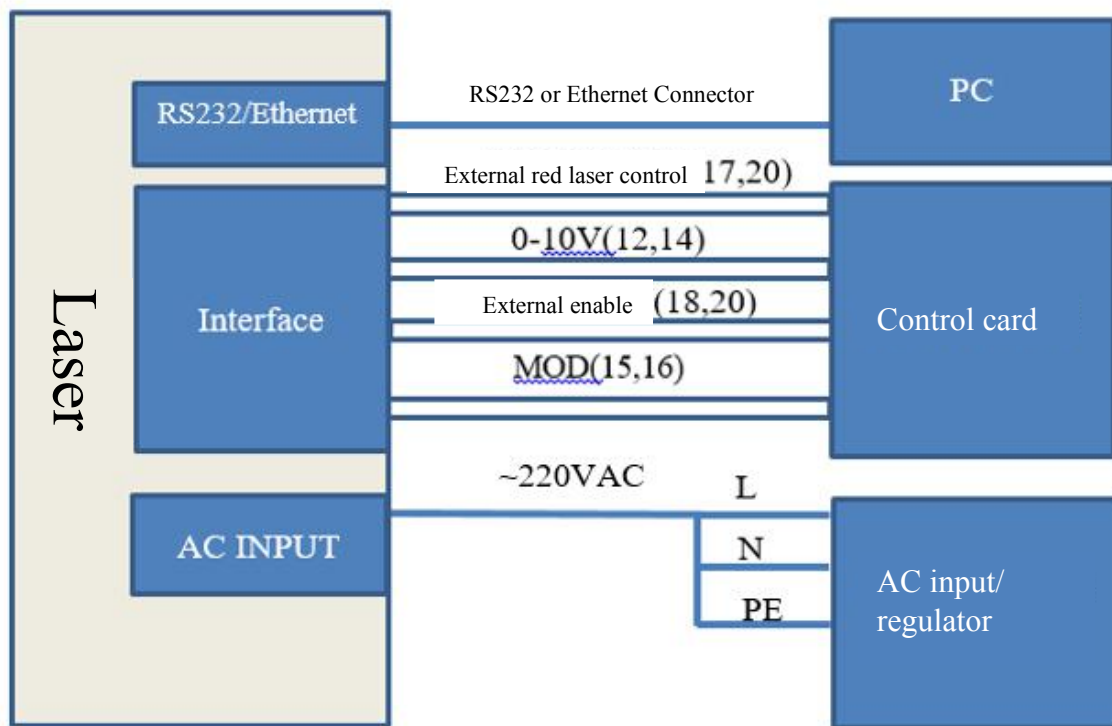 Laser
RS232/Ethernet
RS232 or Ethernet Connector
PC
External red laser control 17,20)
0-10V(12,14)
Interface
External enable (18,20)
Control card
MOD(15,16)
~220VAC
L
AC INPUT
N
PE
AC input/
regulator